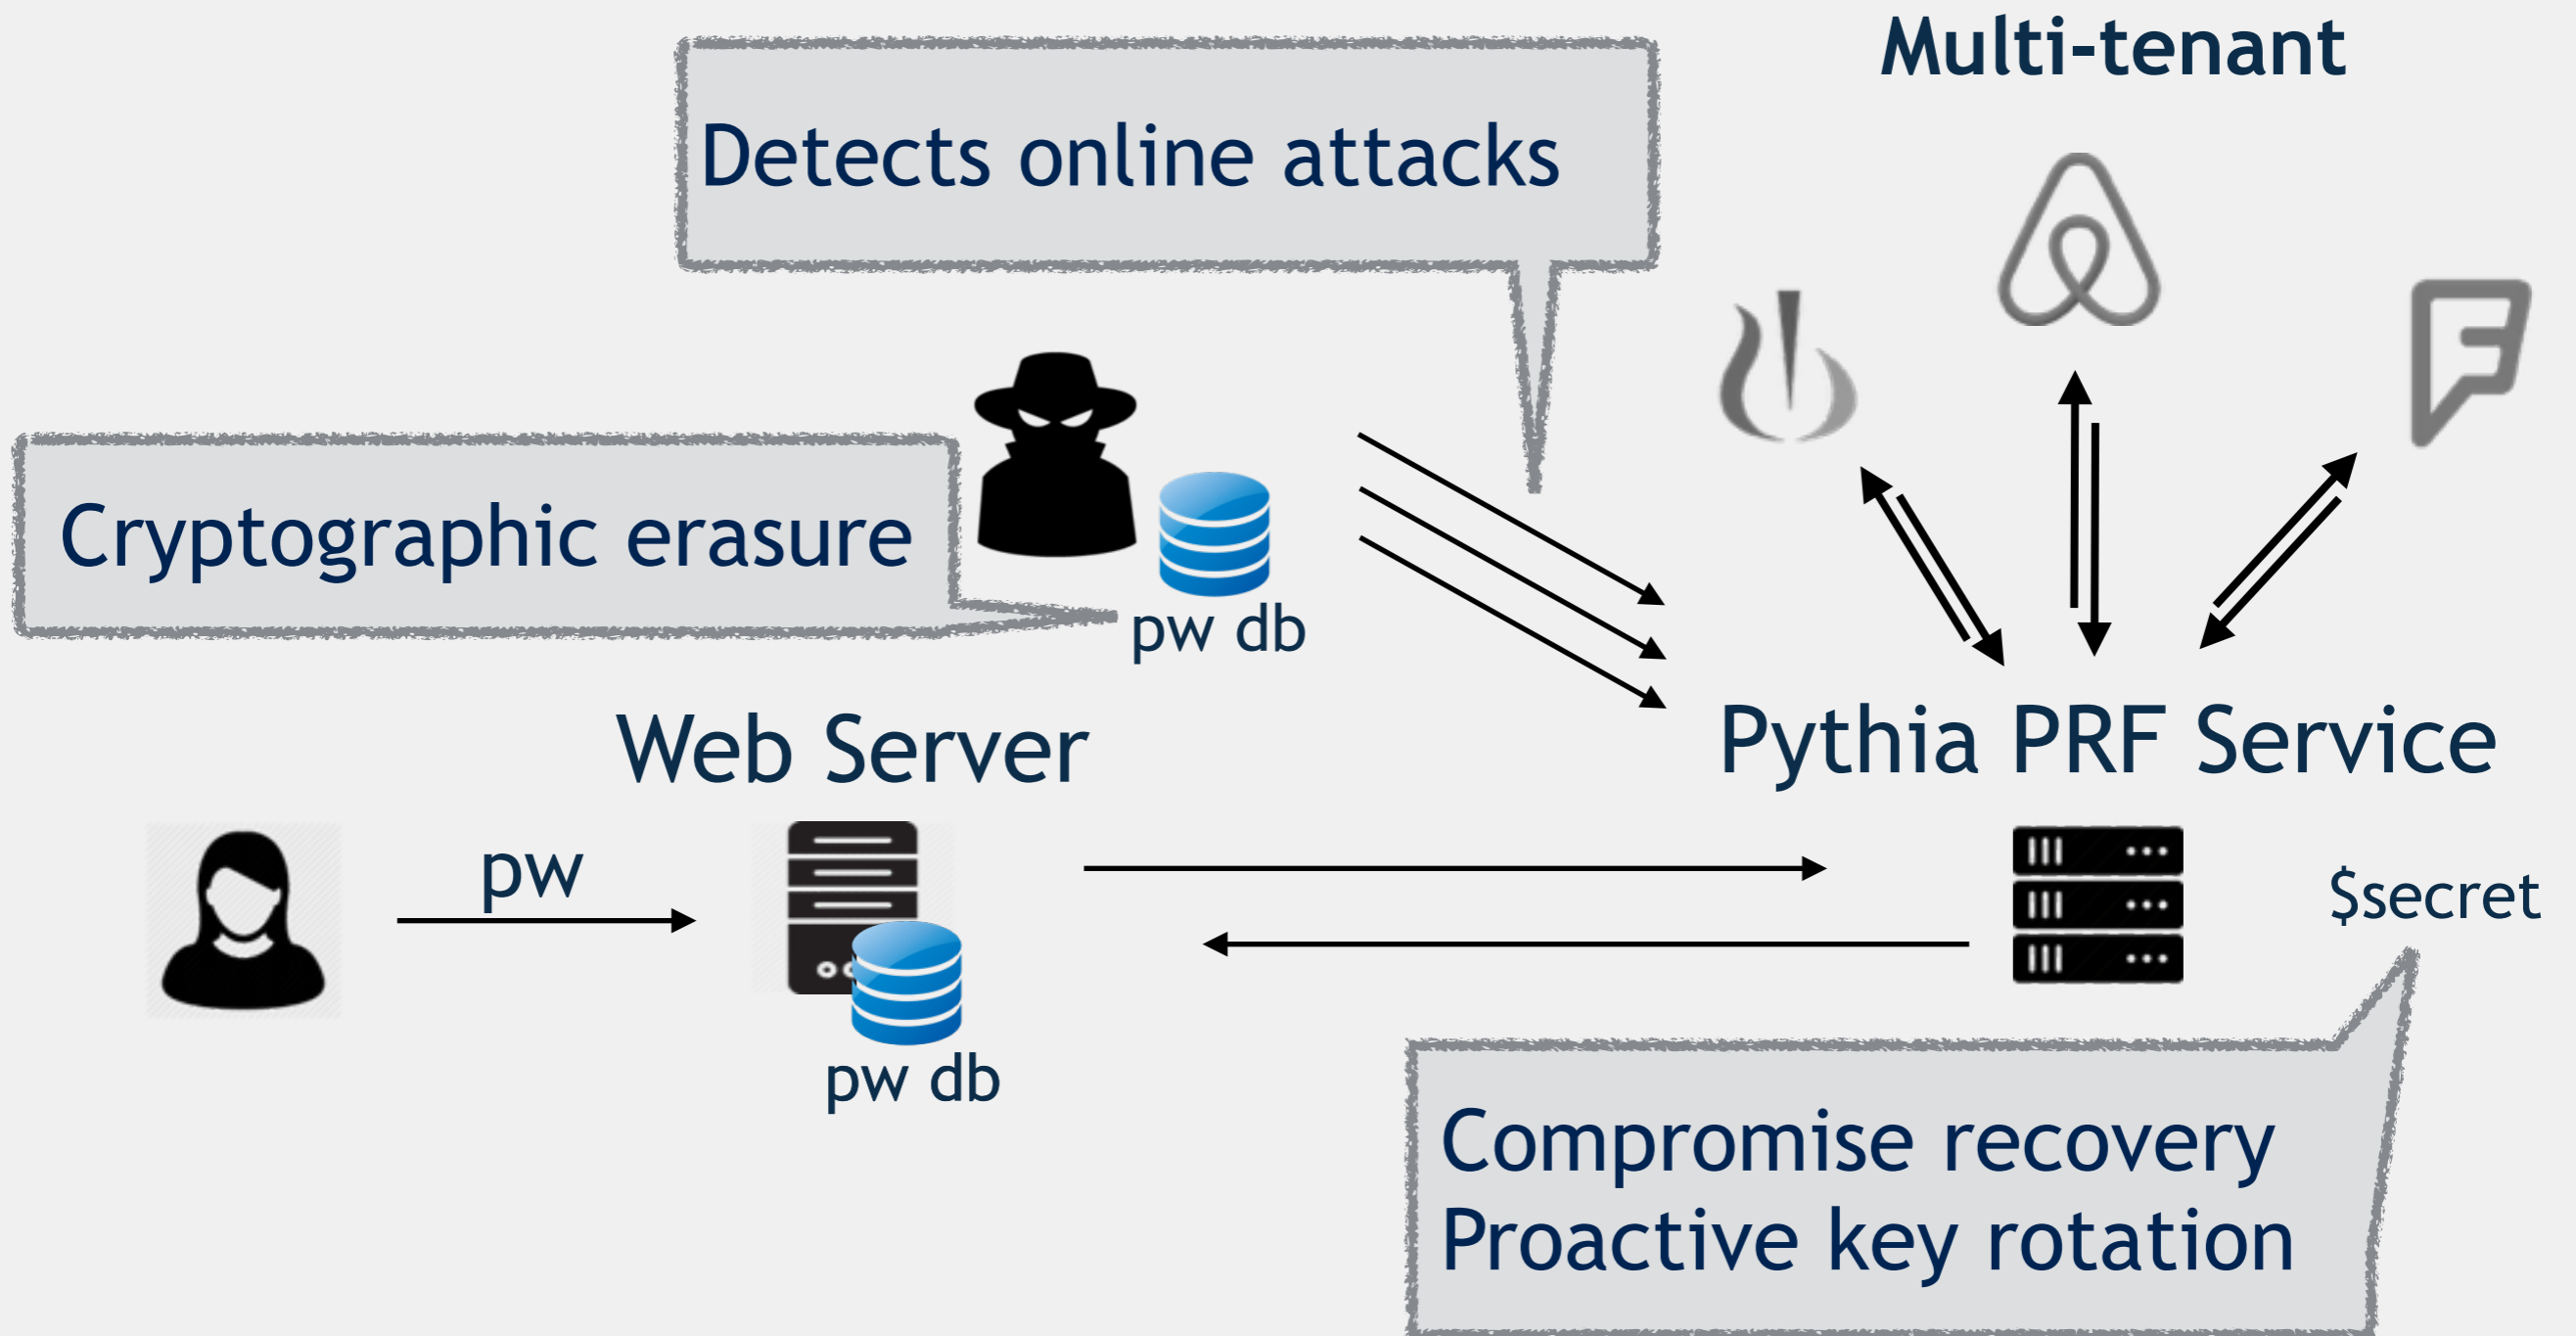 Multi-tenant
Detects online attacks
Cryptographic erasure
pw db
Web Server
Pythia PRF Service
pw
$secret
pw db
Compromise recovery
Proactive key rotation